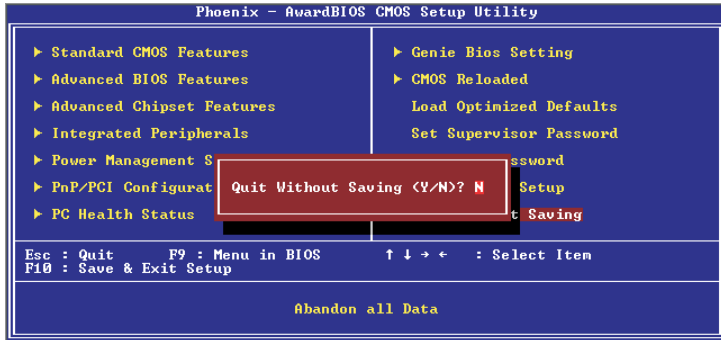 Phoenix - AwardBIOS CMOS Setup Utility
▶ Standard CMOS Features
▶ Advanced BIOS Features
▶ Advanced Chipset Features
▶ Integrated Peripherals
▶ Power Management S
▶ PnP/PCI Configurat
▶ PC Health Status
▶ Genie Bios Setting
▶ CMOS Reloaded
Load Optimized Defaults
Set Supervisor Password
ssword
Setup
t Saving
Quit Without Saving (Y/N)? N
Esc : Quit F9 : Menu in BIOS ↑ ↓ → ← : Select Item
F10 : Save & Exit Setup
Abandon all Data